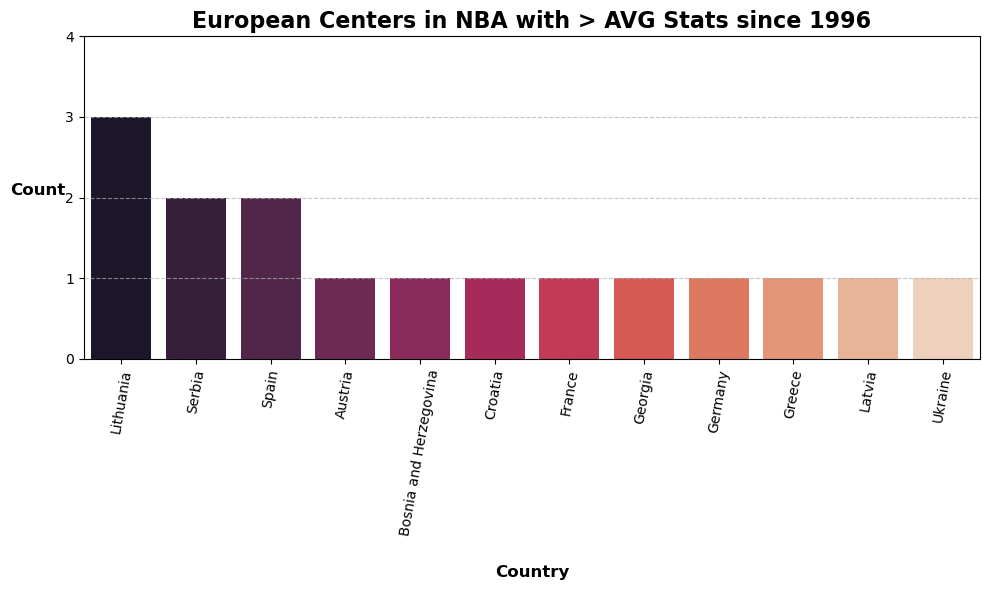 European Centers in NBA with > AVG Stats since 1996
4
3
Count
2
1
0
Lithuania
Serbia
Spain
Austria
Bosnia and Herzegovina
Croatia
France
Georgia
Germany
Greece
Latvia
Ukraine
Country